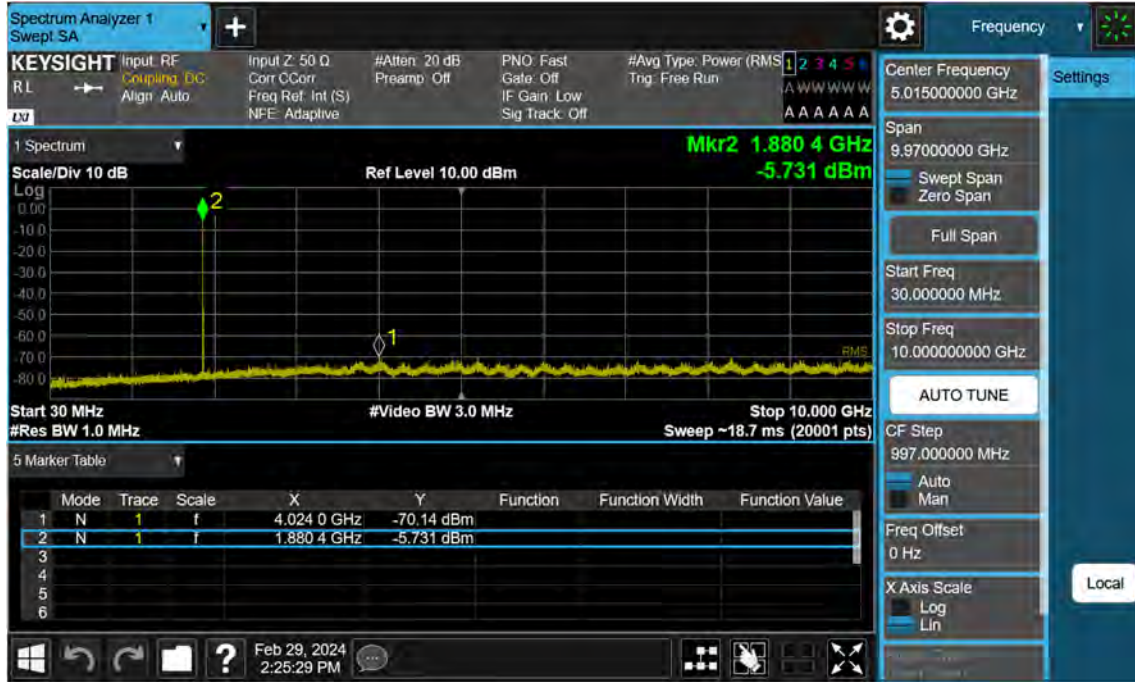 Spectrum Analyzer 1
Swept SA
+
Frequency
KEYSIGHT
Input: RF
Input Z: 50 Ω
#Atten: 20 dB
PNO: Fast
#Avg Type: Power (RMS
1 2 3 4 5 6
RL
Coupling: DC
Corr CCorr
Preamp: Off
Gate: Off
Trig: Free Run
A W W W W W
Align: Auto
Freq Ref: Int (S)
IF Gain: Low
LXI
NFE: Adaptive
Sig Track: Off
A A A A A A
1 Spectrum
Mkr2 1.880 4 GHz
Scale/Div 10 dB
Ref Level 10.00 dBm
-5.731 dBm
Log
0.00
-10.0
-20.0
-30.0
-40.0
-50.0
-60.0
-70.0
-80.0
2
1
RMS
Start 30 MHz
#Video BW 3.0 MHz
Stop 10.000 GHz
#Res BW 1.0 MHz
Sweep ~18.7 ms (20001 pts)
5 Marker Table
Mode Trace Scale X Y Function Function Width Function Value
1 N 1 f 4.024 0 GHz -70.14 dBm
2 N 1 f 1.880 4 GHz -5.731 dBm
3
4
5
6
?
Feb 29, 2024
2:25:29 PM
Center Frequency
5.015000000 GHz
Settings
Span
9.97000000 GHz
Swept Span
Zero Span
Full Span
Start Freq
30.000000 MHz
Stop Freq
10.000000000 GHz
AUTO TUNE
CF Step
997.000000 MHz
Auto
Man
Freq Offset
0 Hz
X Axis Scale
Log
Lin
Local